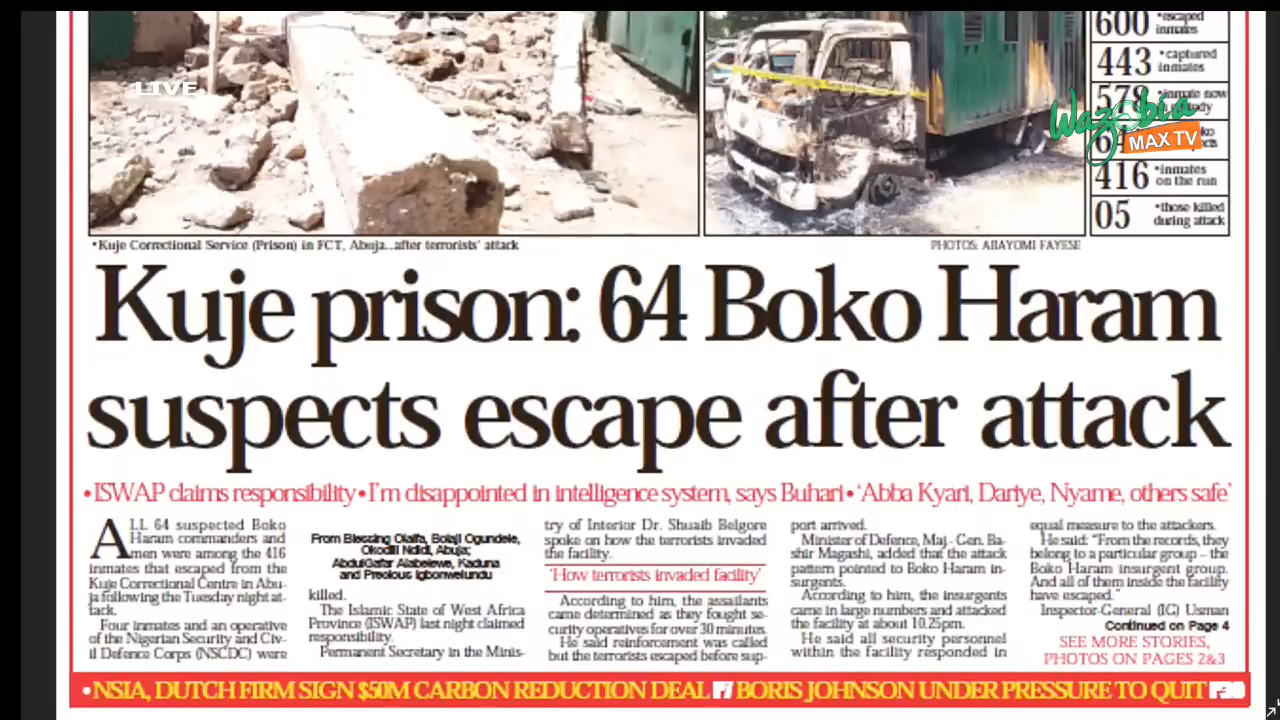 LIVE
600 •escaped
inmates
443 •captured
inmates
579 •inmate now
Wazobia
MAX TV
416 •inmates
on the run
05 •those killed
during attack
•Kuje Correctional Service (Prison) in FCT, Abuja...after terrorists' attack
PHOTOS: ABAYOMI FAYESE
Kuje prison: 64 Boko Haram
suspects escape after attack
•ISWAP claims responsibility•I'm disappointed in intelligence system, says Buhari•'Abba Kyari, Dariye, Nyame, others safe'
ALL 64 suspected Boko
Haram commanders and
men were among the 416
inmates that escaped from the
Kuje Correctional Centre in Abu-
ja following the Tuesday night at-
tack.
Four inmates and an operative
of the Nigerian Security and Civ-
il Defence Corps (NSCDC) were
From Blessing Olaifa, Bolaji Ogundele,
Okodili Ndidi, Abuja;
AbdulGafar Alabelewe, Kaduna
and Precious Igbonwelundu
killed.
The Islamic State of West Africa
Province (ISWAP) last night claimed
responsibility.
Permanent Secretary in the Minis-
try of Interior Dr. Shuaib Belgore
spoke on how the terrorists invaded
the facility.
'How terrorists invaded facility'
According to him, the assailants
came determined as they fought se-
curity operatives for over 30 minutes.
He said reinforcement was called
but the terrorists escaped before sup-
port arrived.
Minister of Defence, Maj-Gen. Ba-
shir Magashi, added that the attack
pattern pointed to Boko Haram in-
surgents.
According to him, the insurgents
came in large numbers and attacked
the facility at about 10.25pm.
He said all security personnel
within the facility responded in
equal measure to the attackers.
He said: "From the records, they
belong to a particular group – the
Boko Haram insurgent group.
And all of them inside the facility
have escaped."
Inspector-General (IG) Usman
Continued on Page 4
SEE MORE STORIES,
PHOTOS ON PAGES 2&3
•NSIA, DUTCH FIRM SIGN $50M CARBON REDUCTION DEAL BORIS JOHNSON UNDER PRESSURE TO QUIT